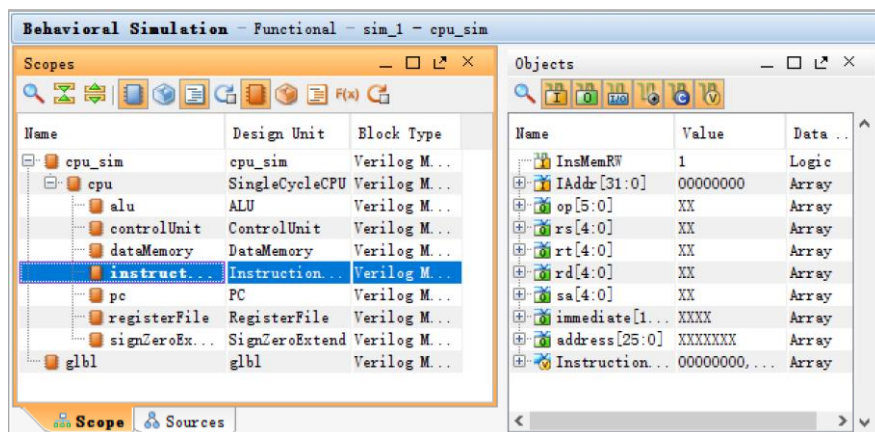 Behavioral Simulation - Functional - sim_1 - cpu_sim
Scopes
F(x)
Name Design Unit Block Type
cpu_sim cpu_sim Verilog M...
cpu SingleCycleCPU Verilog M...
alu ALU Verilog M...
controlUnit ControlUnit Verilog M...
dataMemory DataMemory Verilog M...
instruct... Instruction... Verilog M...
pc PC Verilog M...
registerFile RegisterFile Verilog M...
signZeroEx... SignZeroExtend Verilog M...
glbl glbl Verilog M...
Scope Sources
Objects
Name Value Data ..
InsMemRW 1 Logic
IAddr[31:0] 00000000 Array
op[5:0] XX Array
rs[4:0] XX Array
rt[4:0] XX Array
rd[4:0] XX Array
sa[4:0] XX Array
immediate[1... XXXX Array
address[25:0] XXXXXXX Array
Instruction... 00000000,... Array